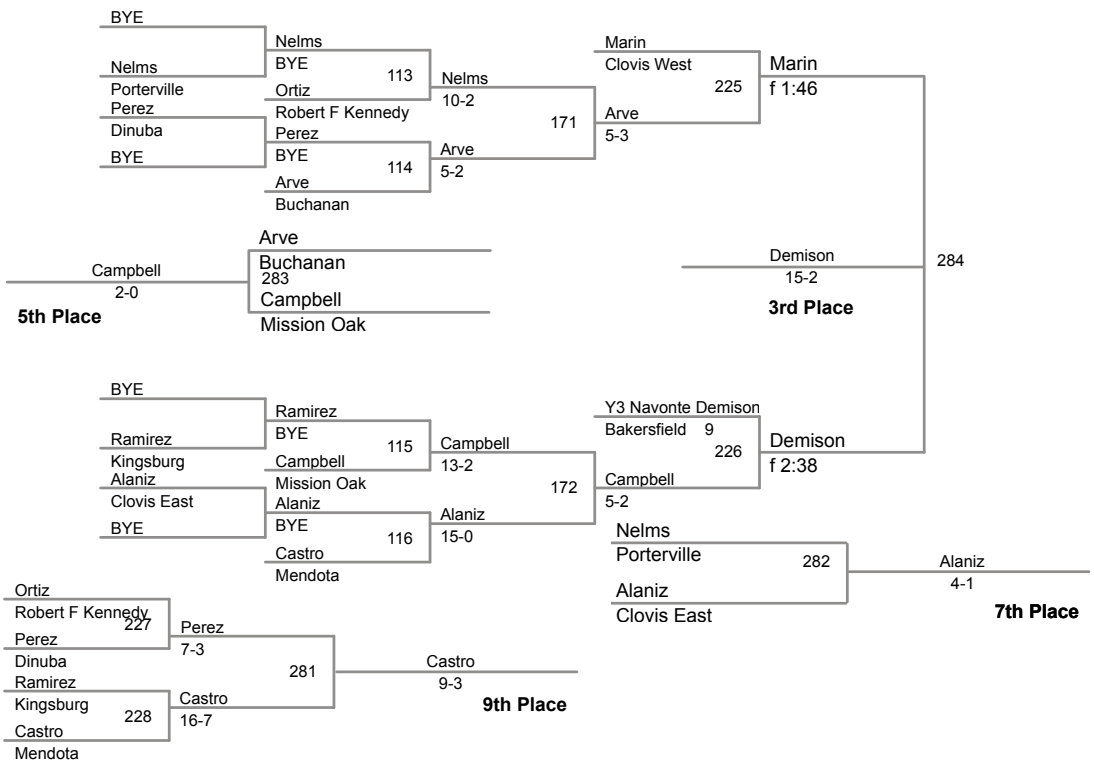 BYE
Nelms
Porterville
Perez
Dinuba
BYE
Nelms
BYE
113
Ortiz
Robert F Kennedy
Perez
BYE
114
Arve
Buchanan
Nelms
10-2
171
Arve
5-2
Marin
Clovis West
225
Arve
5-3
Marin
f 1:46
284
Demison
15-2
3rd Place
Arve
Buchanan
283
Campbell
Mission Oak
Campbell
2-0
5th Place
BYE
Ramirez
Kingsburg
Alaniz
Clovis East
BYE
Ramirez
BYE
115
Campbell
Mission Oak
Alaniz
BYE
116
Castro
Mendota
Campbell
13-2
172
Alaniz
15-0
Y3 Navonte Demison
Bakersfield 9
226
Campbell
5-2
Demison
f 2:38
Nelms
Porterville
282
Alaniz
Clovis East
Alaniz
4-1
7th Place
Ortiz
Robert F Kennedy
227
Perez
Dinuba
Ramirez
Kingsburg
228
Castro
Mendota
Perez
7-3
281
Castro
16-7
Castro
9-3
9th Place